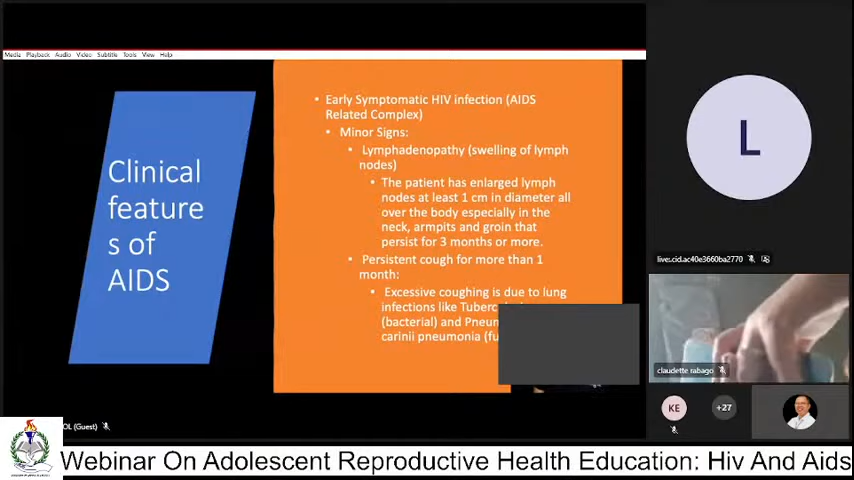 Media Playback Audio Video Subtitle Tools View Help
Clinical
feature
s of
AIDS
• Early Symptomatic HIV infection (AIDS
Related Complex)
• Minor Signs:
• Lymphadenopathy (swelling of lymph
nodes)
• The patient has enlarged lymph
nodes at least 1 cm in diameter all
over the body especially in the
neck, armpits and groin that
persist for 3 months or more.
• Persistent cough for more than 1
month:
• Excessive coughing is due to lung
infections like
(bacterial) and
carinii pneumonia
L
live:.cid.ac40e3660ba2770
claudette rabago
KE
+27
OL (Guest)
Webinar On Adolescent Reproductive Health Education: Hiv And Aids